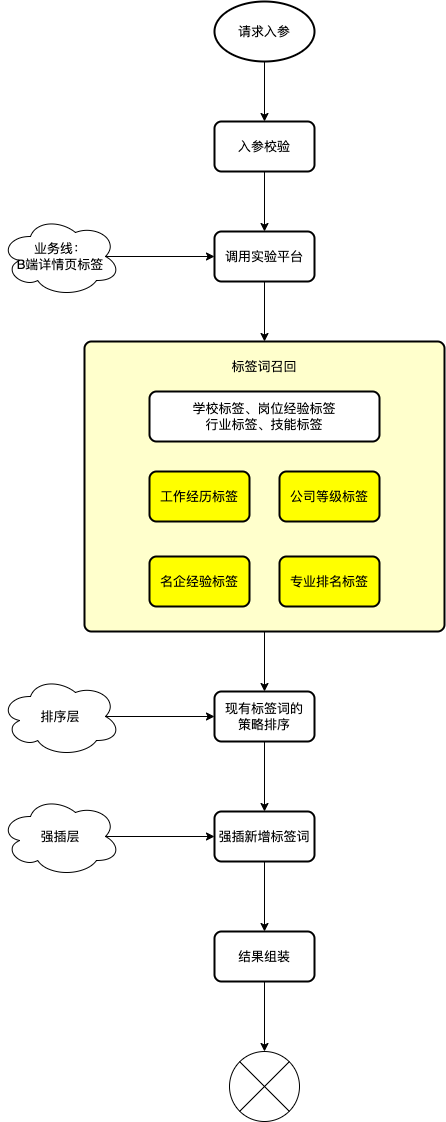 请求入参
入参校验
业务线：
B端详情页标签
调用实验平台
标签词召回
学校标签、岗位经验标签
行业标签、技能标签
工作经历标签
公司等级标签
名企经验标签
专业排名标签
排序层
现有标签词的
策略排序
强插层
强插新增标签词
结果组装